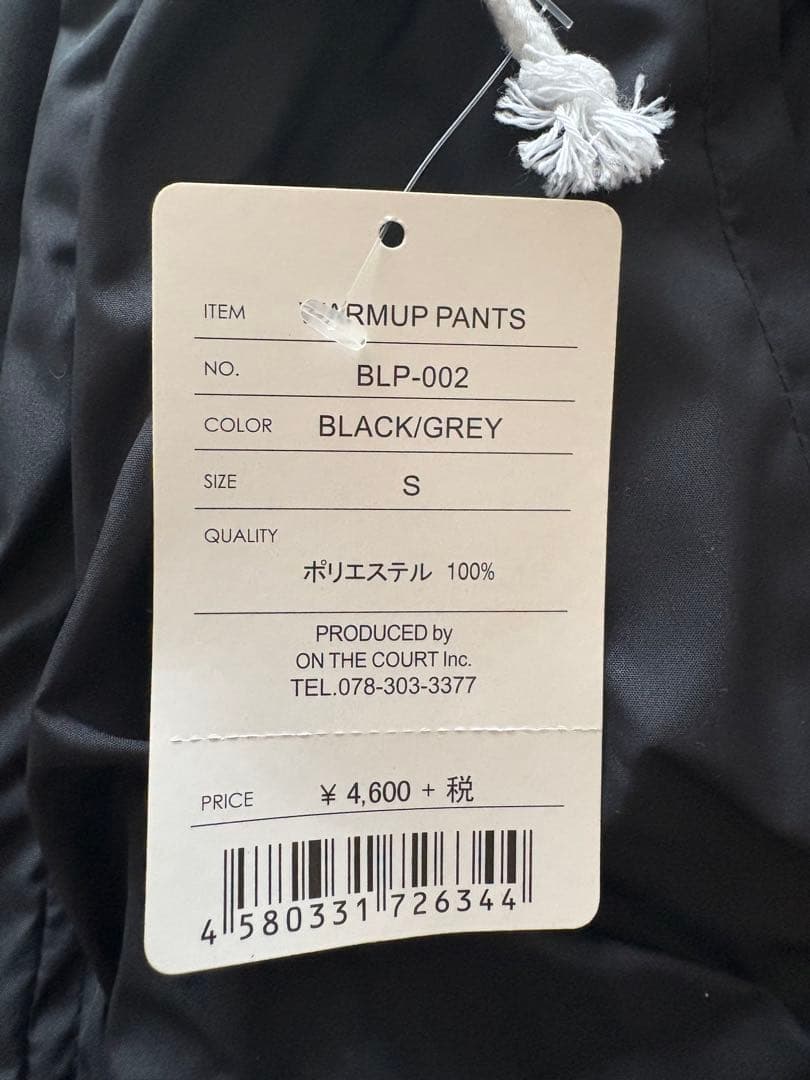 ITEM WARMUP PANTS
NO. BLP-002
COLOR BLACK/GREY
SIZE S
QUALITY
ポリエステル 100%
PRODUCED by
ON THE COURT Inc.
TEL.078-303-3377
PRICE ¥ 4,600 + 税
4 580331 726344